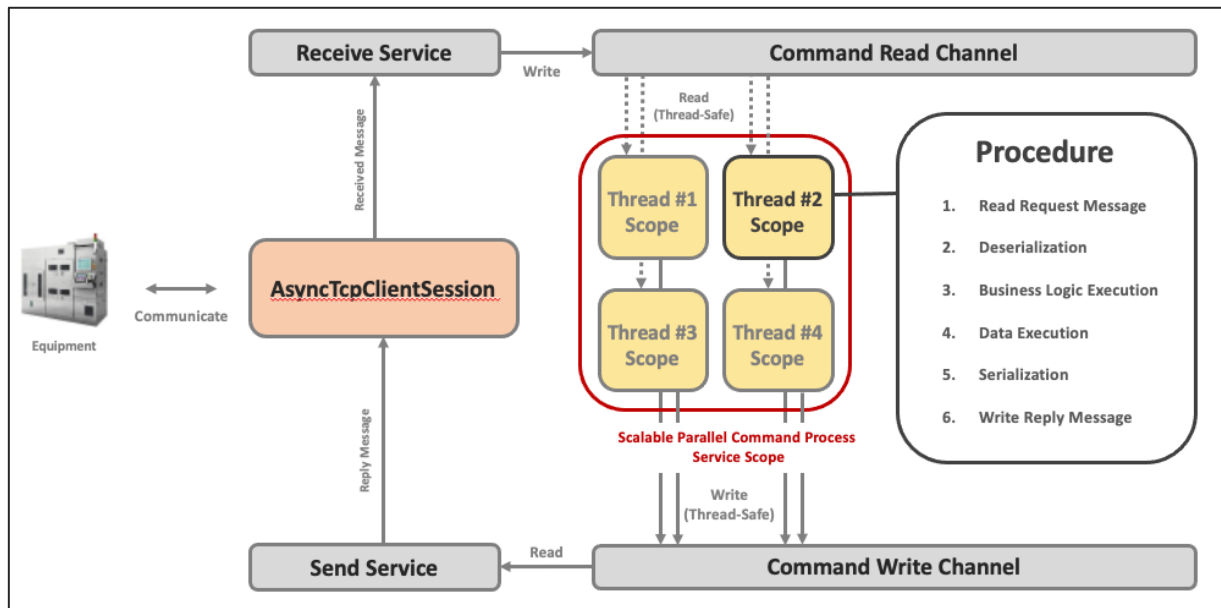 Receive Service
Write
Command Read Channel
Read
(Thread-Safe)
Received Message
Procedure
1. Read Request Message
2. Deserialization
3. Business Logic Execution
4. Data Execution
5. Serialization
6. Write Reply Message
Thread #1
Scope
Thread #2
Scope
Thread #3
Scope
Thread #4
Scope
AsyncTcpClientSession
Communicate
Equipment
Scalable Parallel Command Process
Service Scope
Reply Message
Write
(Thread-Safe)
Send Service
Read
Command Write Channel